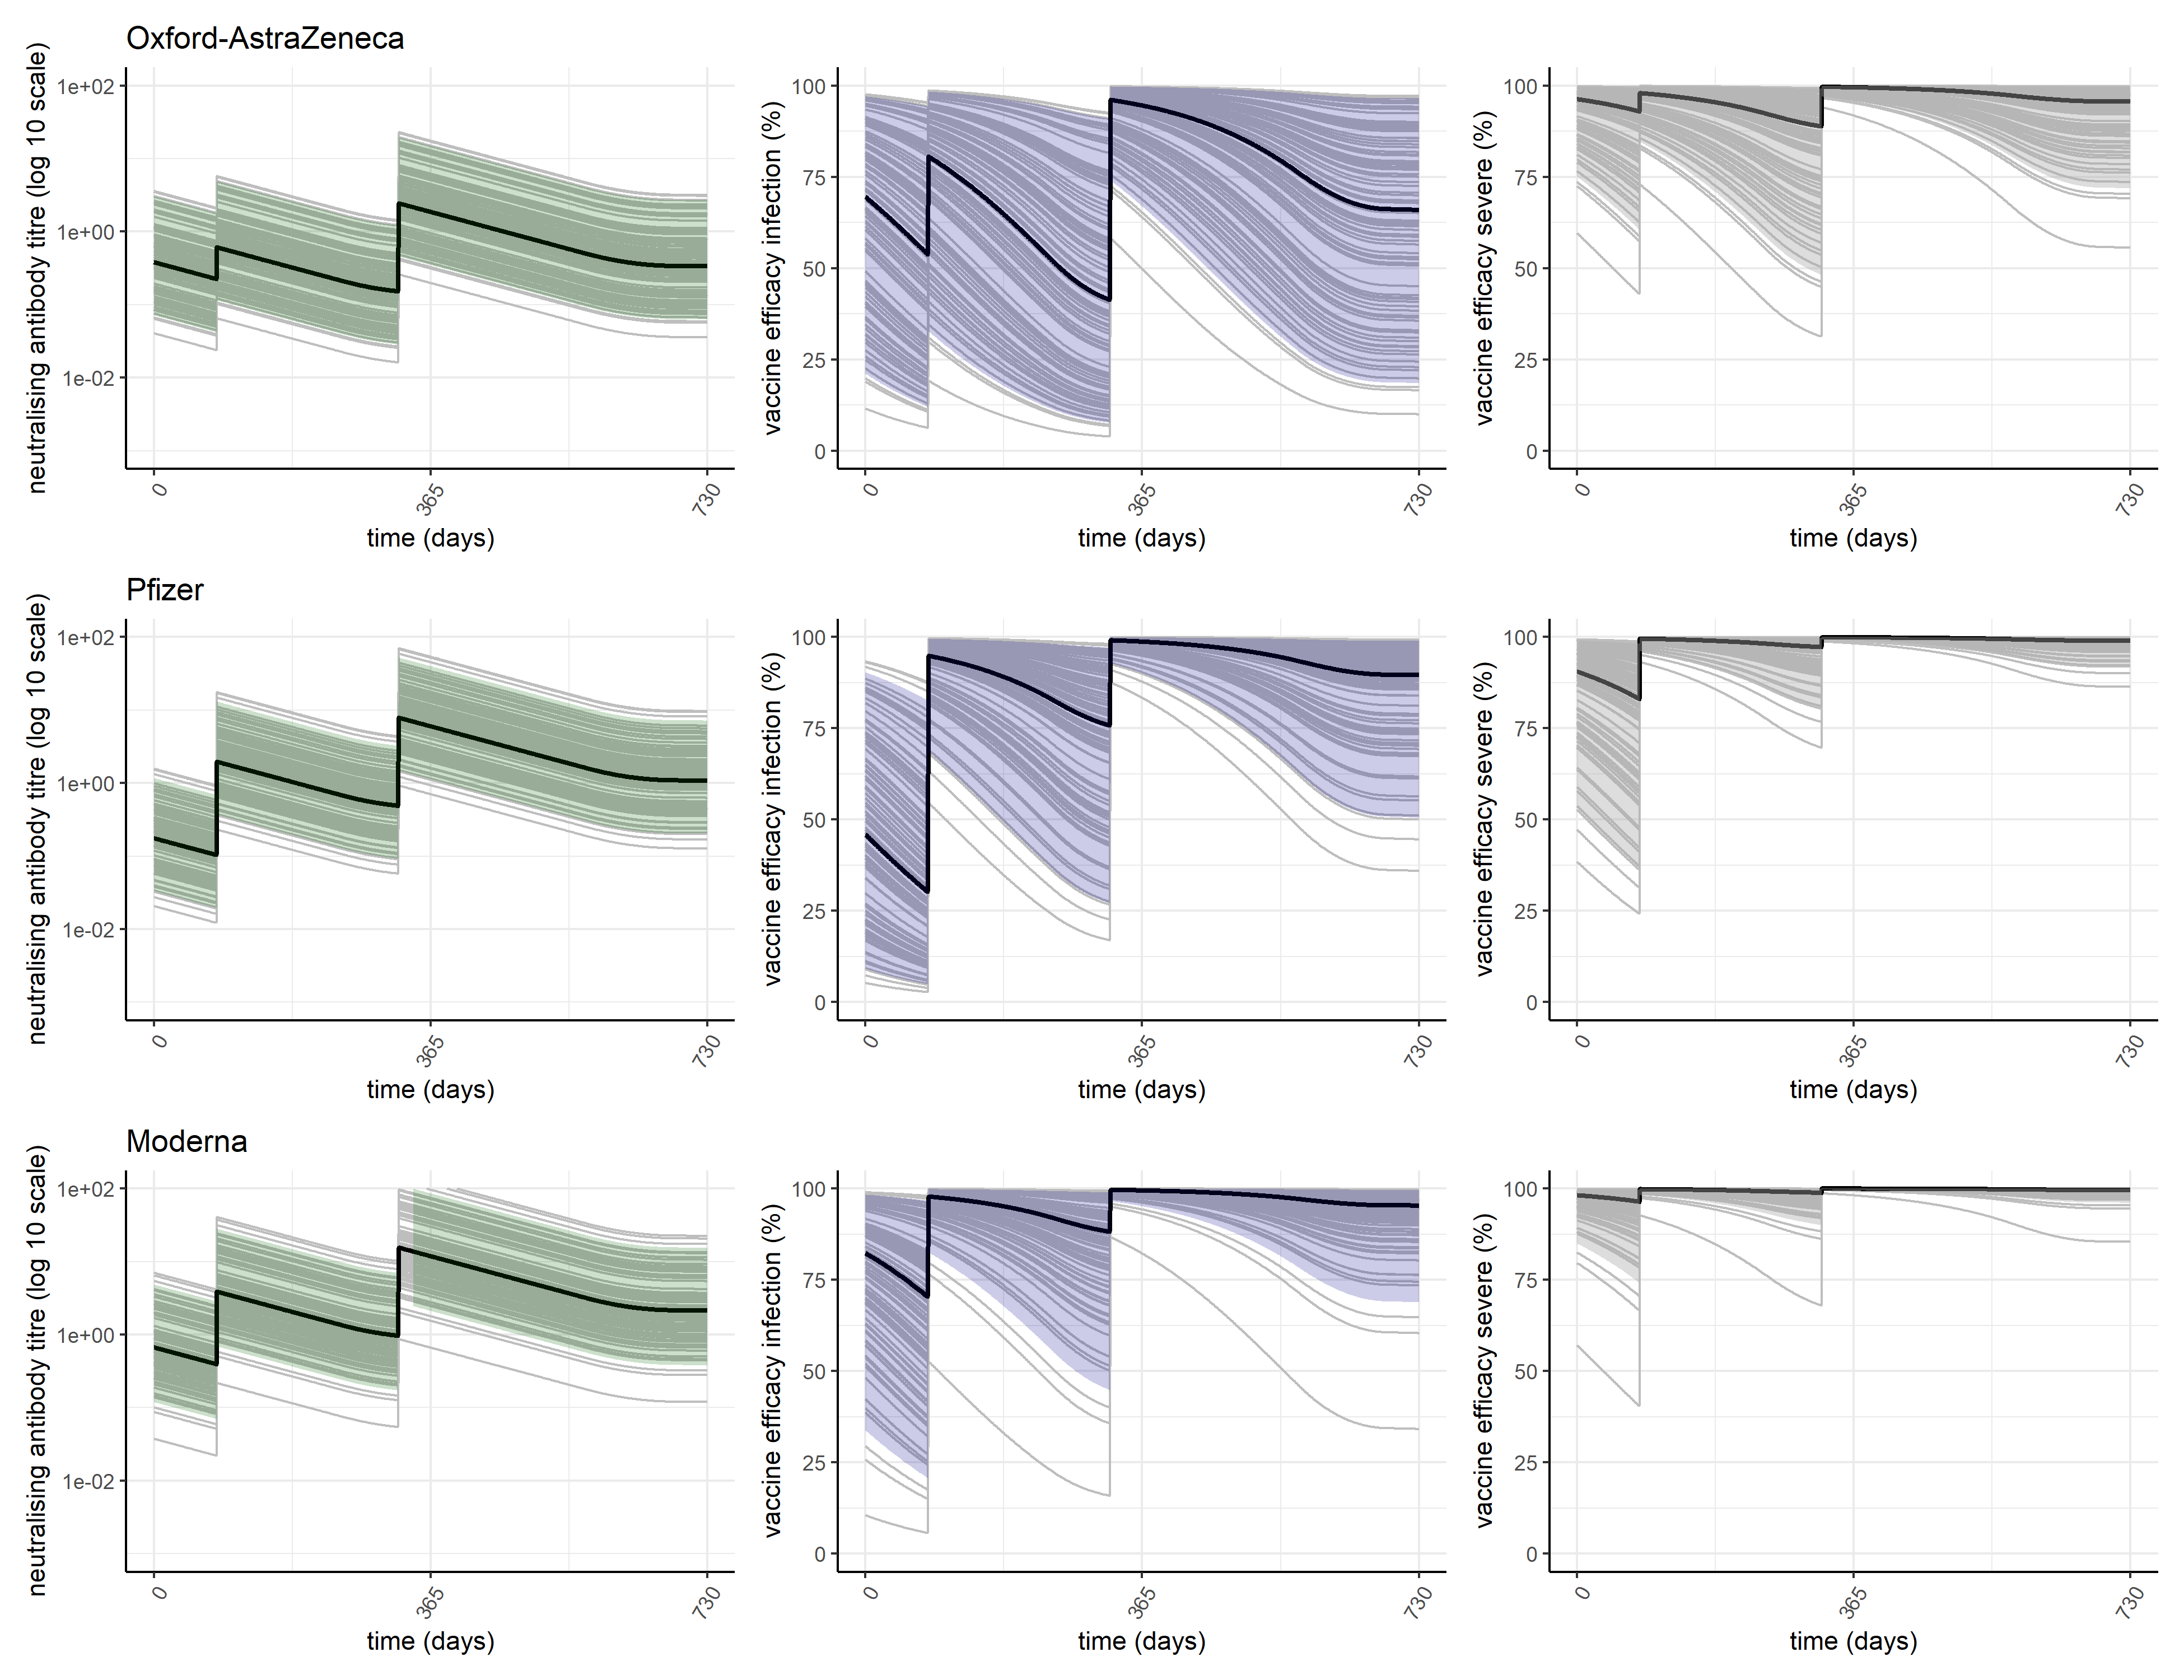 Oxford-AstraZeneca
neutralising antibody titre (log 10 scale)
1e+02
1e+00
1e-02
0
365
730
time (days)
vaccine efficacy infection (%)
100
75
50
25
0
0
365
730
time (days)
vaccine efficacy severe (%)
100
75
50
25
0
0
365
730
time (days)
Pfizer
neutralising antibody titre (log 10 scale)
1e+02
1e+00
1e-02
0
365
730
time (days)
vaccine efficacy infection (%)
100
75
50
25
0
0
365
730
time (days)
vaccine efficacy severe (%)
100
75
50
25
0
0
365
730
time (days)
Moderna
neutralising antibody titre (log 10 scale)
1e+02
1e+00
1e-02
0
365
730
time (days)
vaccine efficacy infection (%)
100
75
50
25
0
0
365
730
time (days)
vaccine efficacy severe (%)
100
75
50
25
0
0
365
730
time (days)